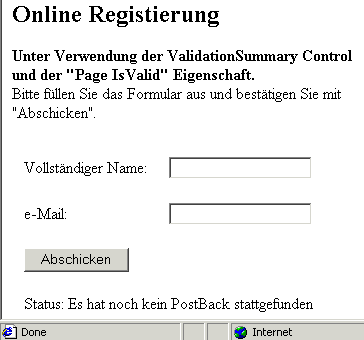 Online Registierung
Unter Verwendung der ValidationSummary Control
und der "Page IsValid" Eigenschaft.
Bitte füllen Sie das Formular aus und bestätigen Sie mit
"Abschicken".
Vollständiger Name:
e-Mail:
Abschicken
Status: Es hat noch kein PostBack stattgefunden
Done Internet